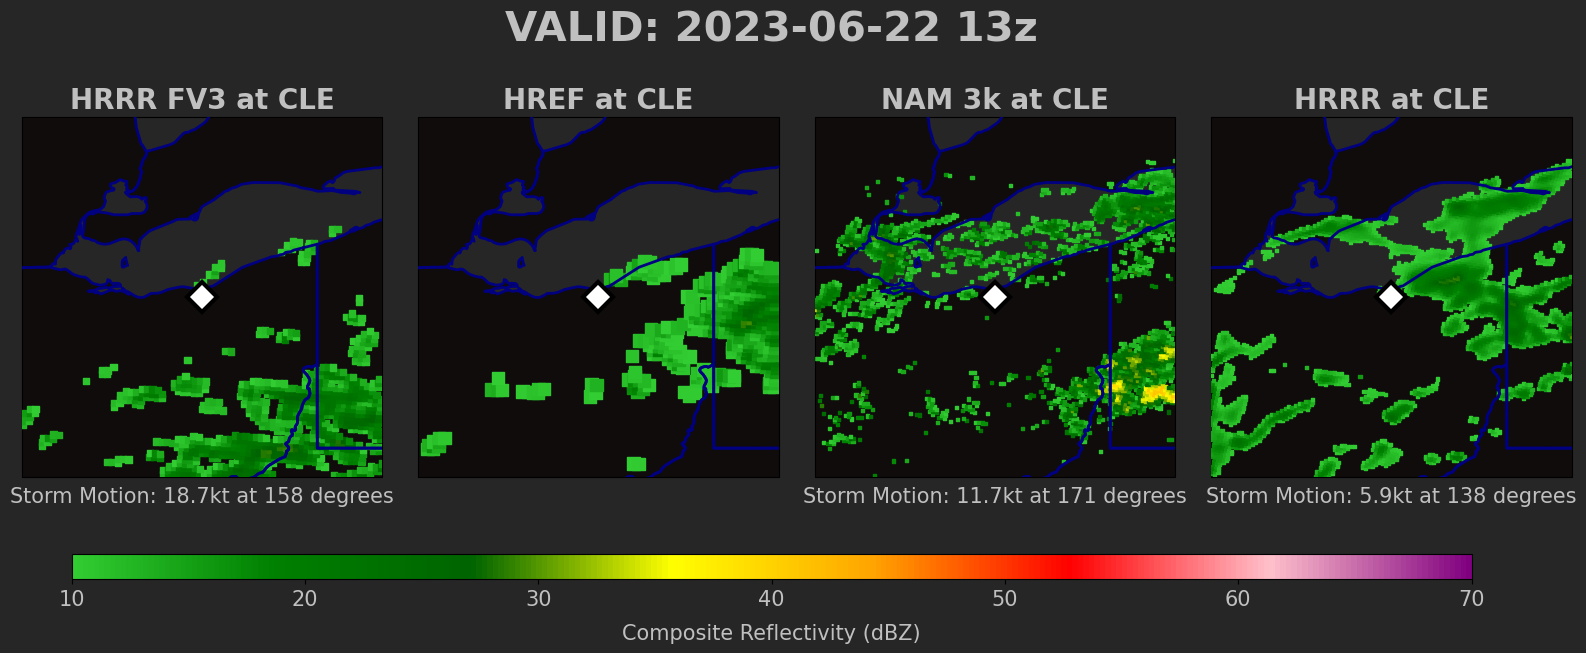 VALID: 2023-06-22 13z
HRRR FV3 at CLE
HREF at CLE
NAM 3k at CLE
HRRR at CLE
Storm Motion: 18.7kt at 158 degrees
Storm Motion: 11.7kt at 171 degrees
Storm Motion: 5.9kt at 138 degrees
10 20 30 40 50 60 70
Composite Reflectivity (dBZ)